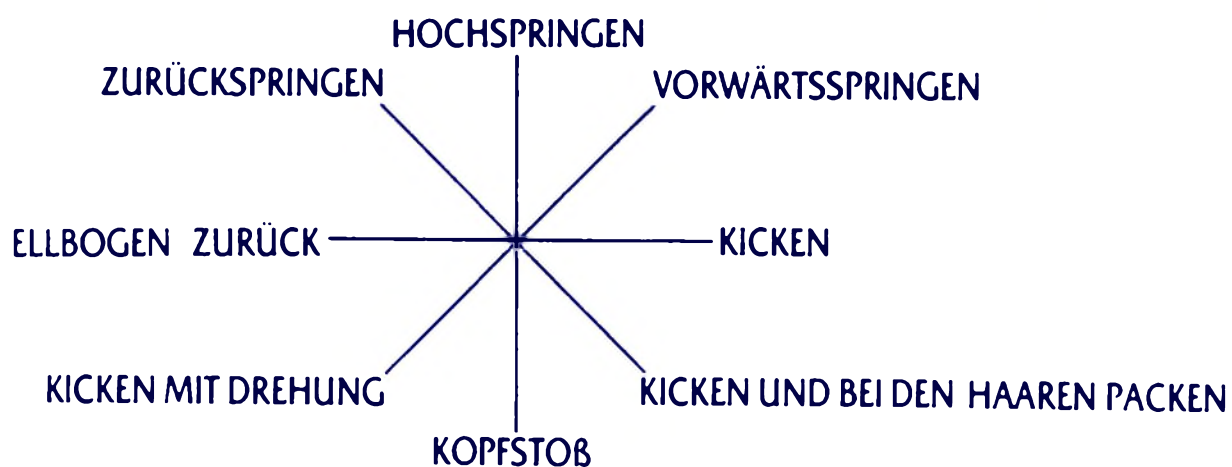 HOCHSPRINGEN
ZURÜCKSPRINGEN
VORWÄRTSSPRINGEN
ELLBOGEN ZURÜCK
KICKEN
KICKEN MIT DREHUNG
KICKEN UND BEI DEN HAAREN PACKEN
KOPFSTOß